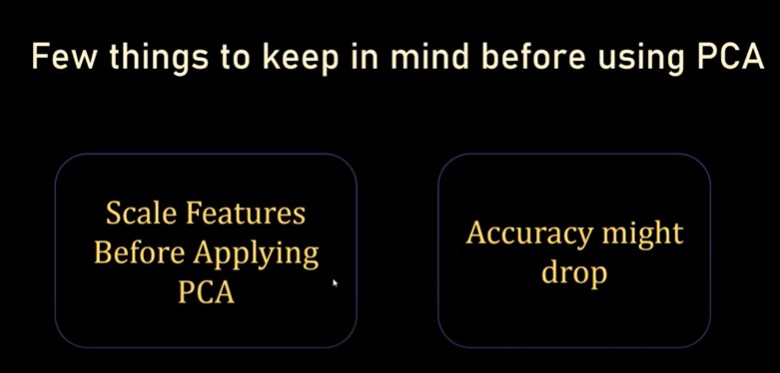 Few things to keep in mind before using PCA
Scale Features
Before Applying
PCA
Accuracy might
drop